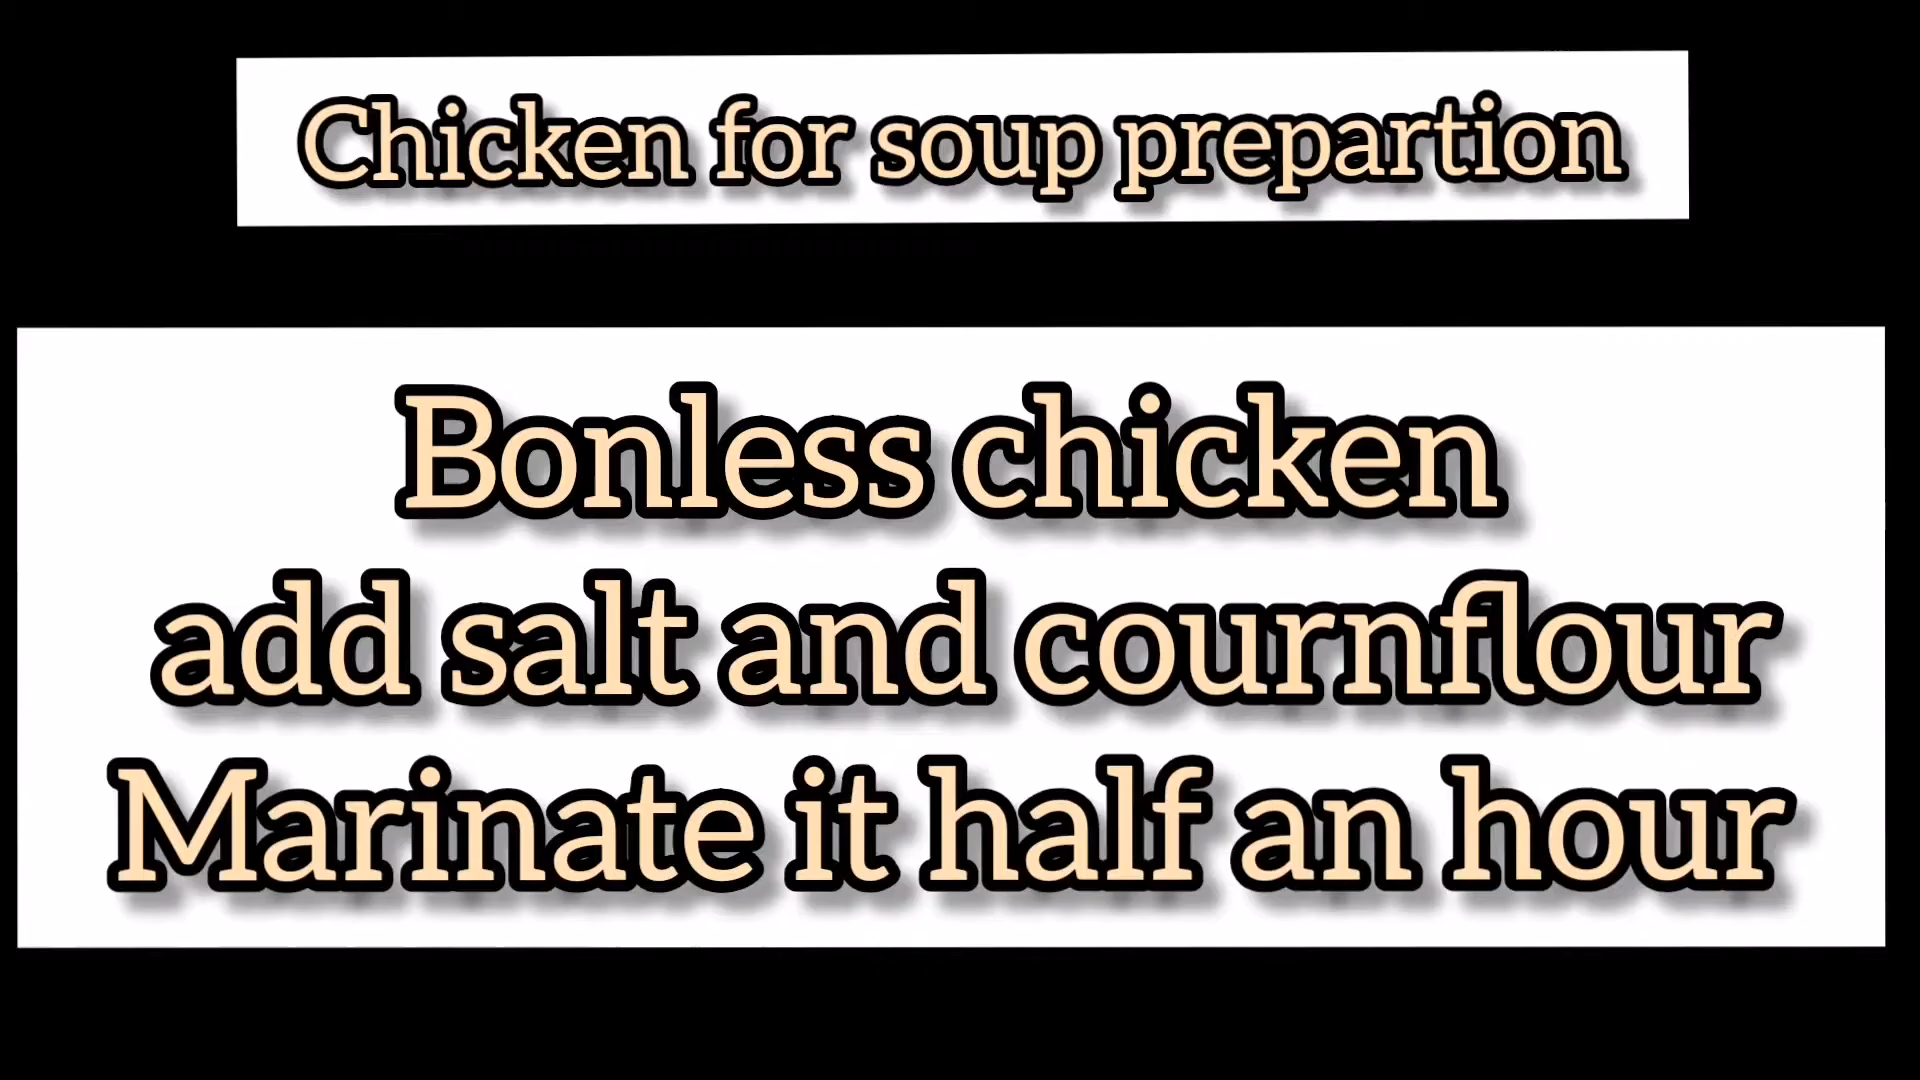 Chicken for soup prepartion
Bonless chicken
add salt and cournflour
Marinate it half an hour